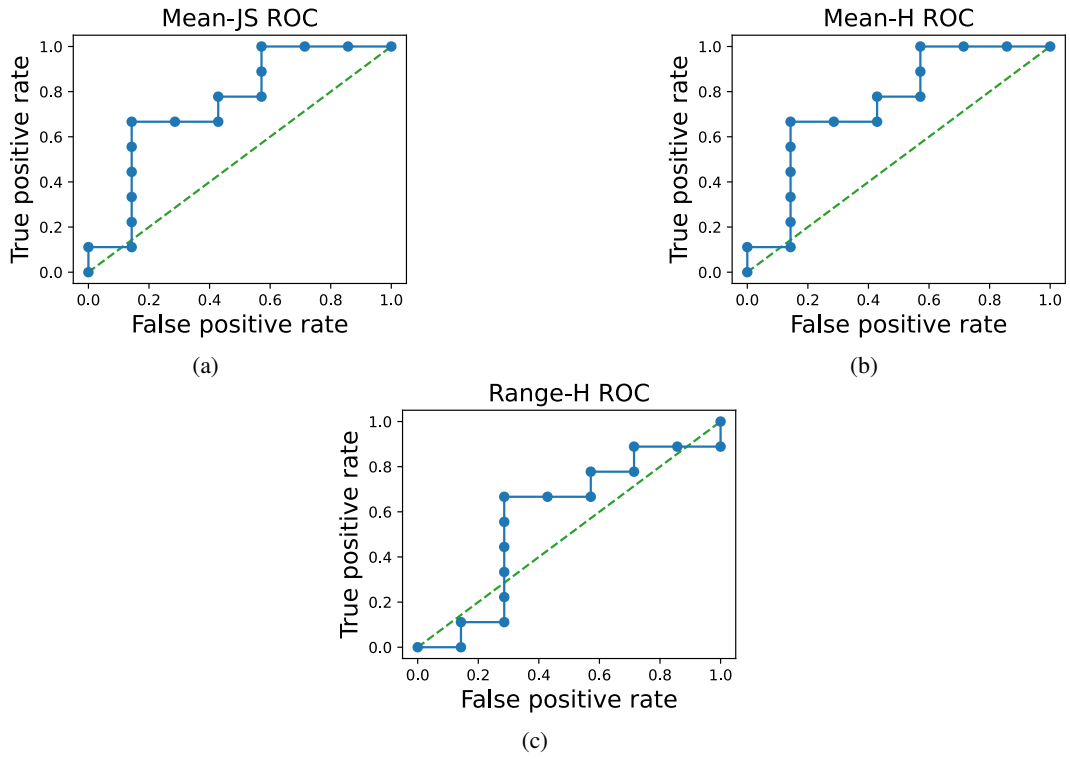 Mean-JS ROC
True positive rate
1.0
0.8
0.6
0.4
0.2
0.0
0.0 0.2 0.4 0.6 0.8 1.0
False positive rate
(a)
Mean-H ROC
True positive rate
1.0
0.8
0.6
0.4
0.2
0.0
0.0 0.2 0.4 0.6 0.8 1.0
False positive rate
(b)
Range-H ROC
True positive rate
1.0
0.8
0.6
0.4
0.2
0.0
0.0 0.2 0.4 0.6 0.8 1.0
False positive rate
(c)